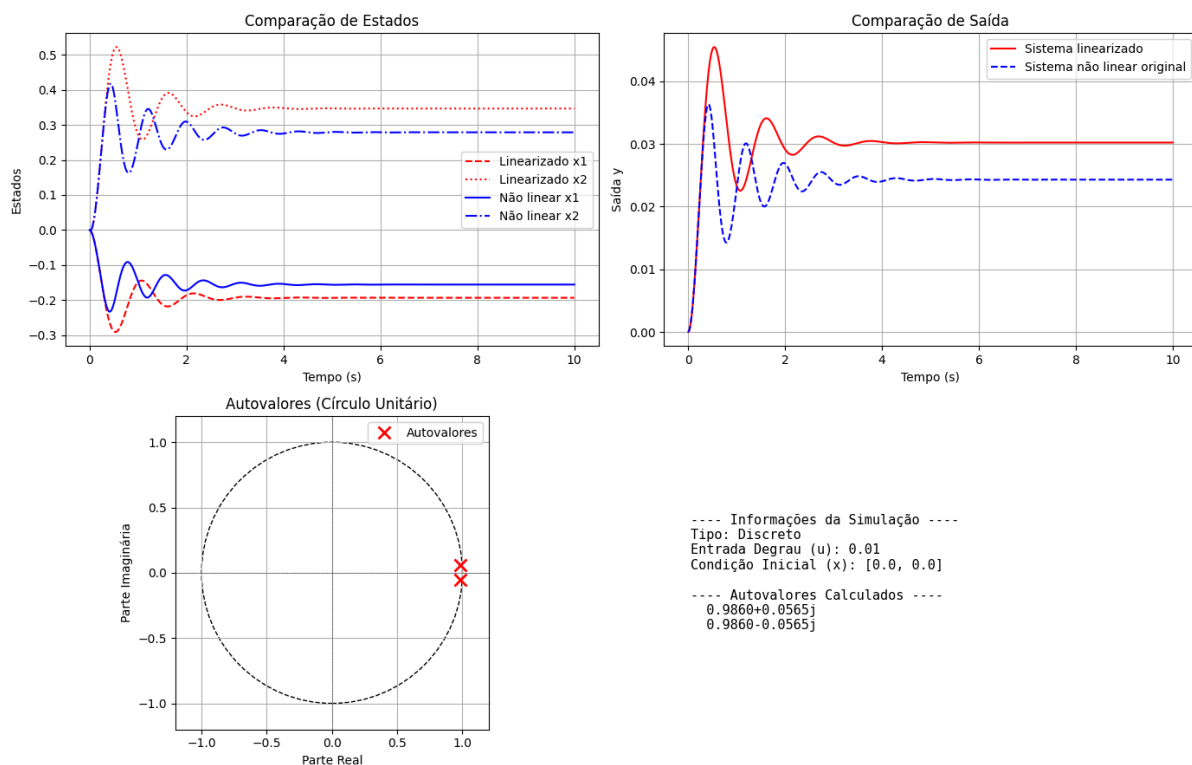 Comparação de Estados
0.5
0.4
0.3
0.2
0.1
0.0
−0.1
−0.2
−0.3
Estados
Linearizado x1
Linearizado x2
Não linear x1
Não linear x2
0
2
4
6
8
10
Tempo (s)
Comparação de Saída
0.04
0.03
0.02
0.01
0.00
Saída y
Sistema linearizado
Sistema não linear original
0
2
4
6
8
10
Tempo (s)
Autovalores (Círculo Unitário)
Autovalores
1.0
0.5
0.0
−0.5
−1.0
Parte Imaginária
−1.0
−0.5
0.0
0.5
1.0
Parte Real
---- Informações da Simulação ----
Tipo: Discreto
Entrada Degrau (u): 0.01
Condição Inicial (x): [0.0, 0.0]
---- Autovalores Calculados ----
0.9860+0.0565j
0.9860-0.0565j